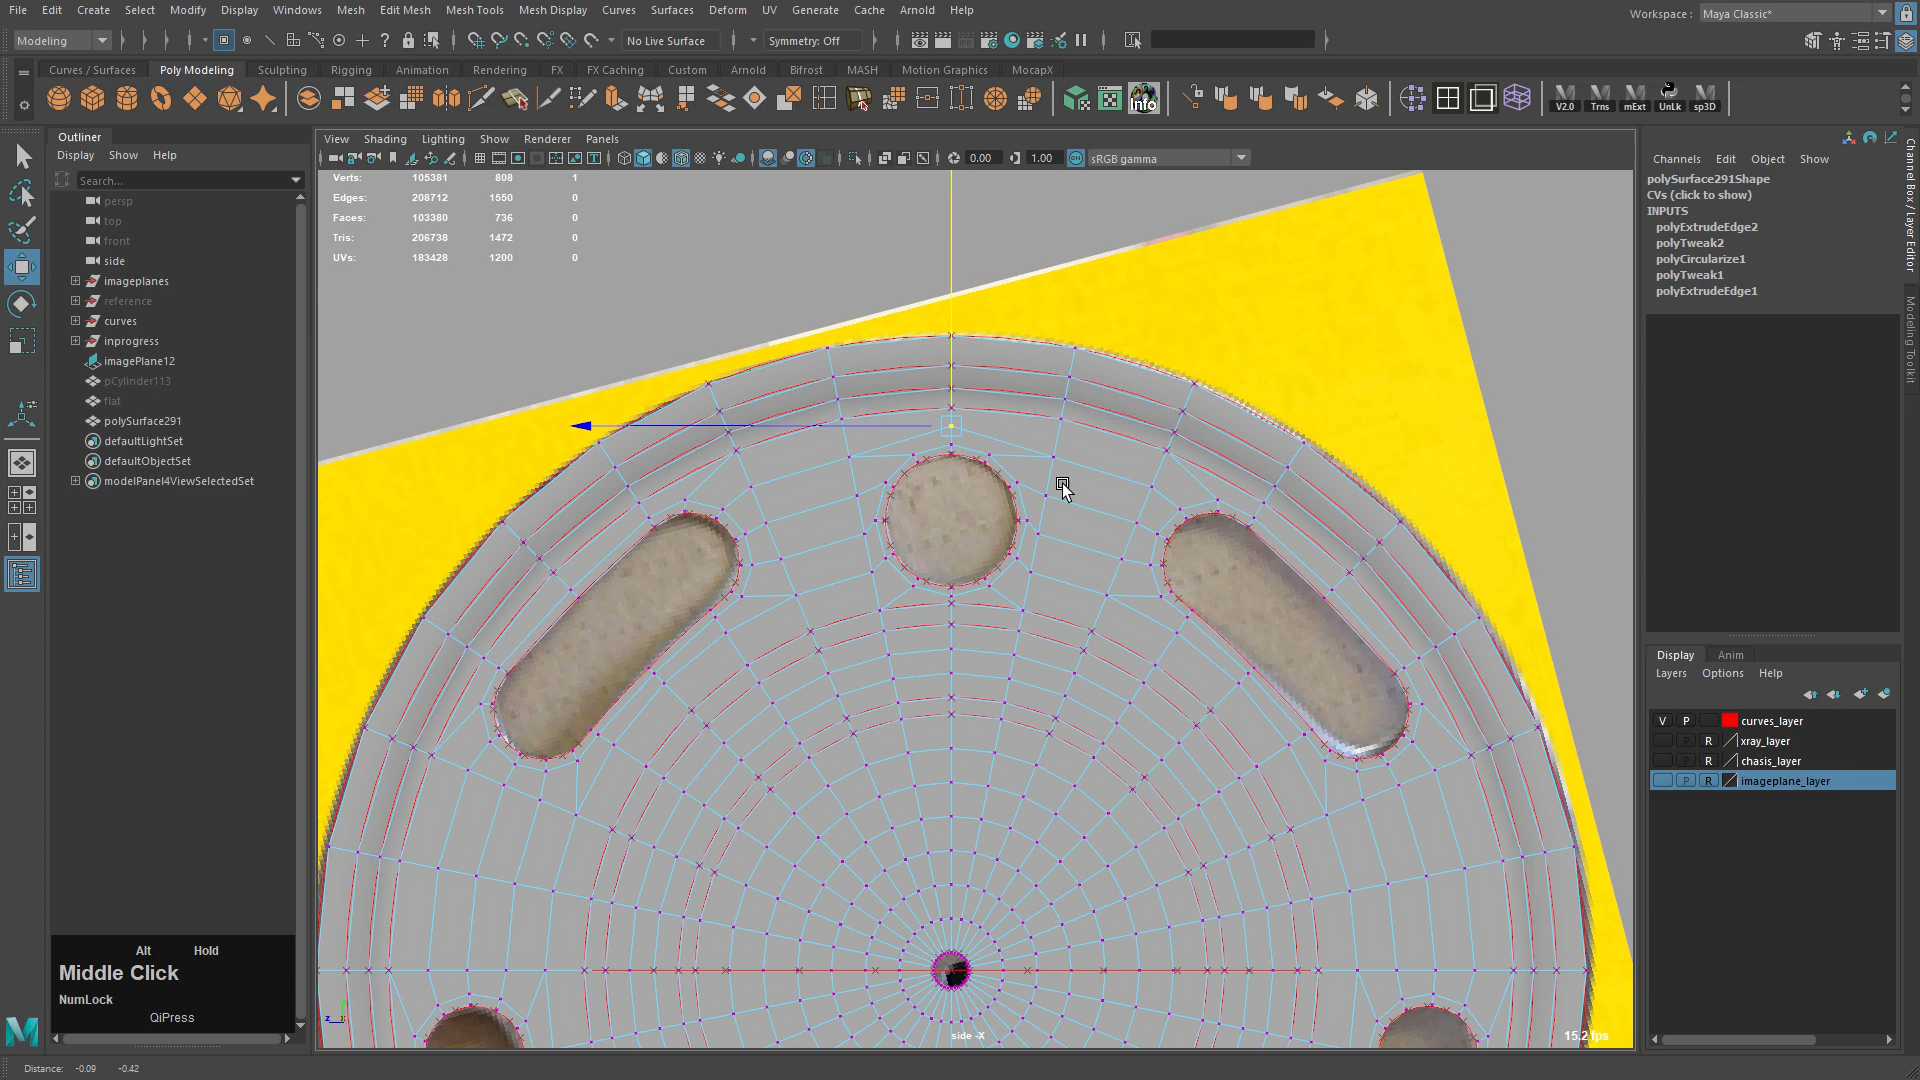 File Edit Create Select Modify Display Windows Mesh Edit Mesh Mesh Tools Mesh Display Curves Surfaces Deform UV Generate Cache Arnold Help
Workspace : Maya Classic*
Modeling No Live Surface Symmetry: Off
Curves / Surfaces Poly Modeling Sculpting Rigging Animation Rendering FX FX Caching Custom Arnold Bifrost MASH Motion Graphics MocapX
Info V2.0 Trns mExt UnLk sp3D
Outliner
Display Show Help
Search...
persp
top
front
side
imageplanes
reference
curves
inprogress
imagePlane12
pCylinder113
flat
polySurface291
defaultLightSet
defaultObjectSet
modelPanel4ViewSelectedSet
Alt Hold
Middle Click
NumLock
QiPress
View Shading Lighting Show Renderer Panels
0.00 1.00 sRGB gamma
Verts: 105381 808 1
Edges: 208712 1550 0
Faces: 103380 736 0
Tris: 206738 1472 0
UVs: 183428 1200 0
side -X
15.2 fps
Channels Edit Object Show
polySurface291Shape
CVs (click to show)
INPUTS
polyExtrudeEdge2
polyTweak2
polyCircularize1
polyTweak1
polyExtrudeEdge1
Channel Box / Layer Editor
Modeling Toolkit
Display Anim
Layers Options Help
V P curves_layer
P R xray_layer
P R chasis_layer
P R imageplane_layer
Distance: -0.09 -0.42